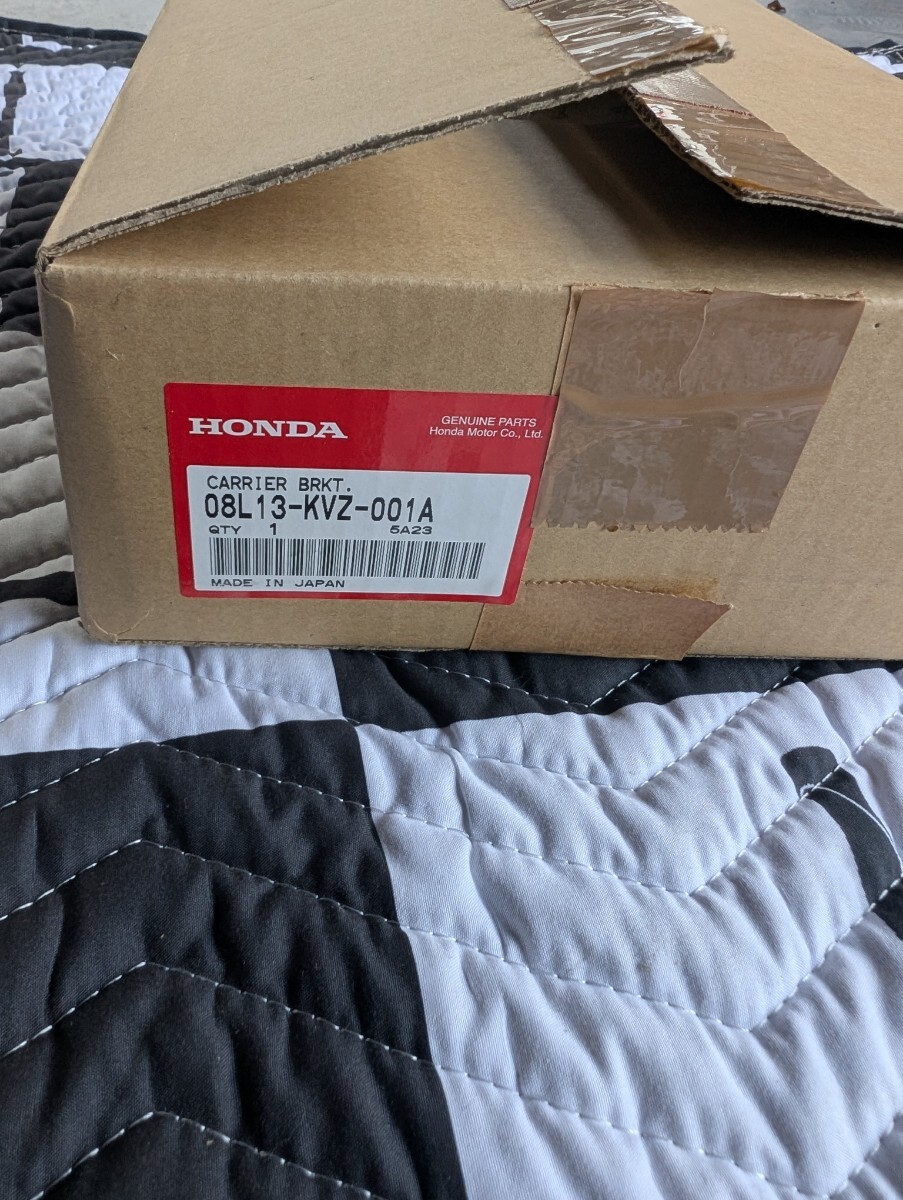 HONDA
GENUINE PARTS
Honda Motor Co., Ltd.
CARRIER BRKT.
08L13-KVZ-001A
QTY 1 5A23
MADE IN JAPAN